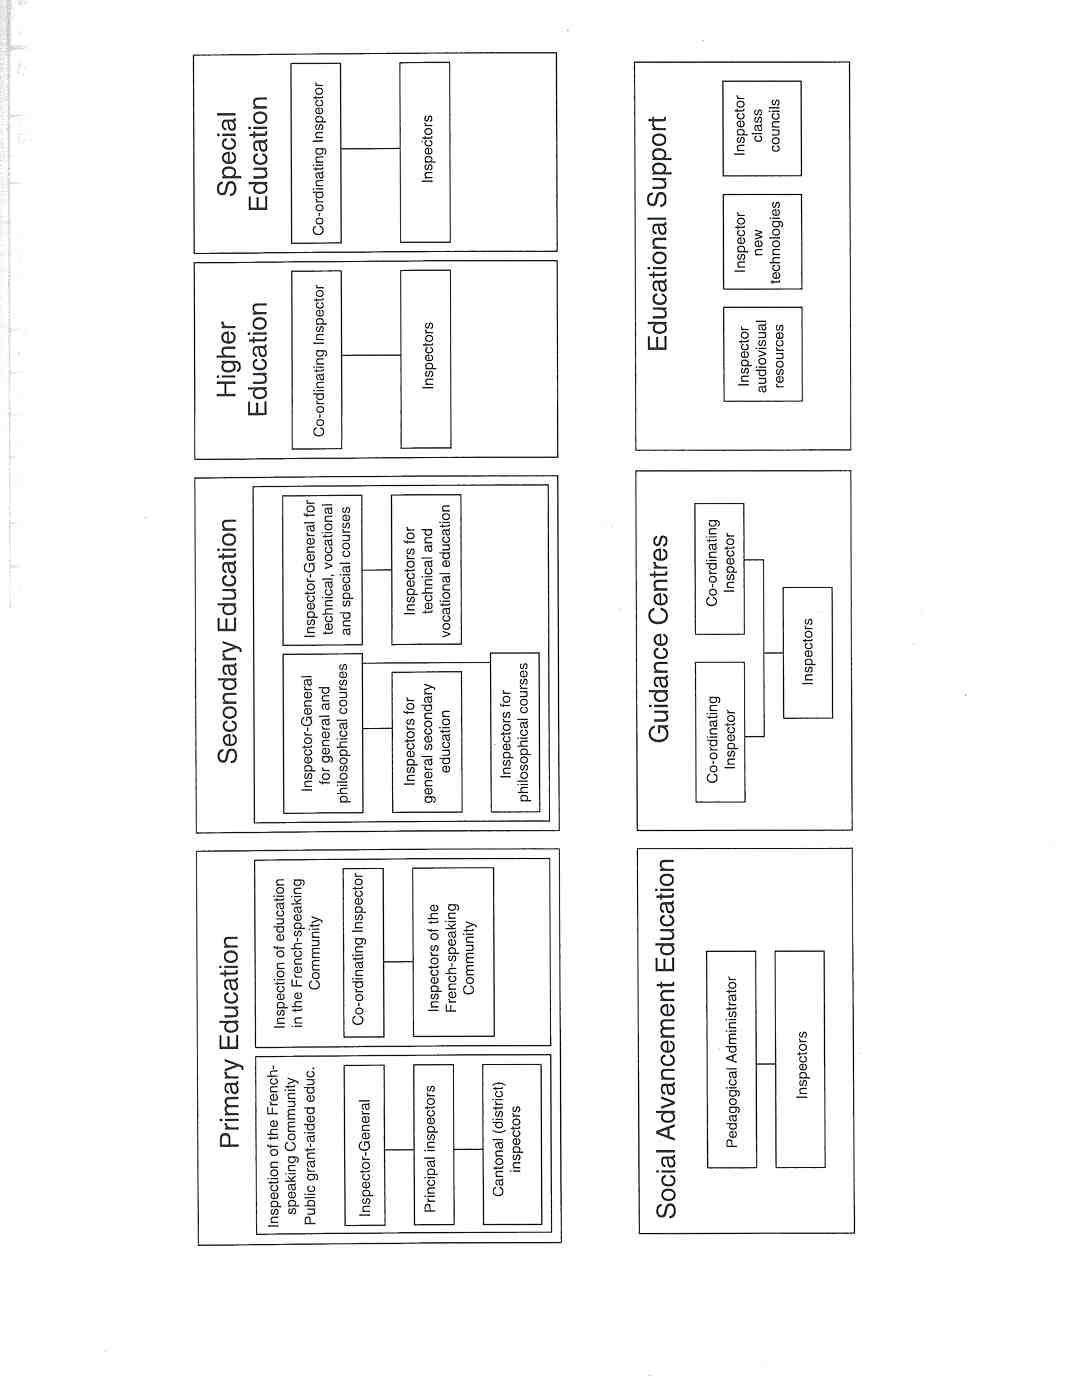 Primary Education
Inspection of the French-
speaking Community
Public grant-aided educ.
Inspector-General
Principal inspectors
Cantonal (district)
inspectors
Inspection of education
in the French-speaking
Community
Co-ordinating Inspector
Inspectors of the
French-speaking
Community
Secondary Education
Inspector-General
for general and
philosophical courses
Inspectors for
general secondary
education
Inspectors for
philosophical courses
Inspector-General for
technical, vocational
and special courses
Inspectors for
technical and
vocational education
Higher
Education
Co-ordinating Inspector
Inspectors
Special
Education
Co-ordinating Inspector
Inspectors
Social Advancement Education
Pedagogical Administrator
Inspectors
Guidance Centres
Co-ordinating
Inspector
Co-ordinating
Inspector
Inspectors
Educational Support
Inspector
audiovisual
resources
Inspector
new
technologies
Inspector
class
councils